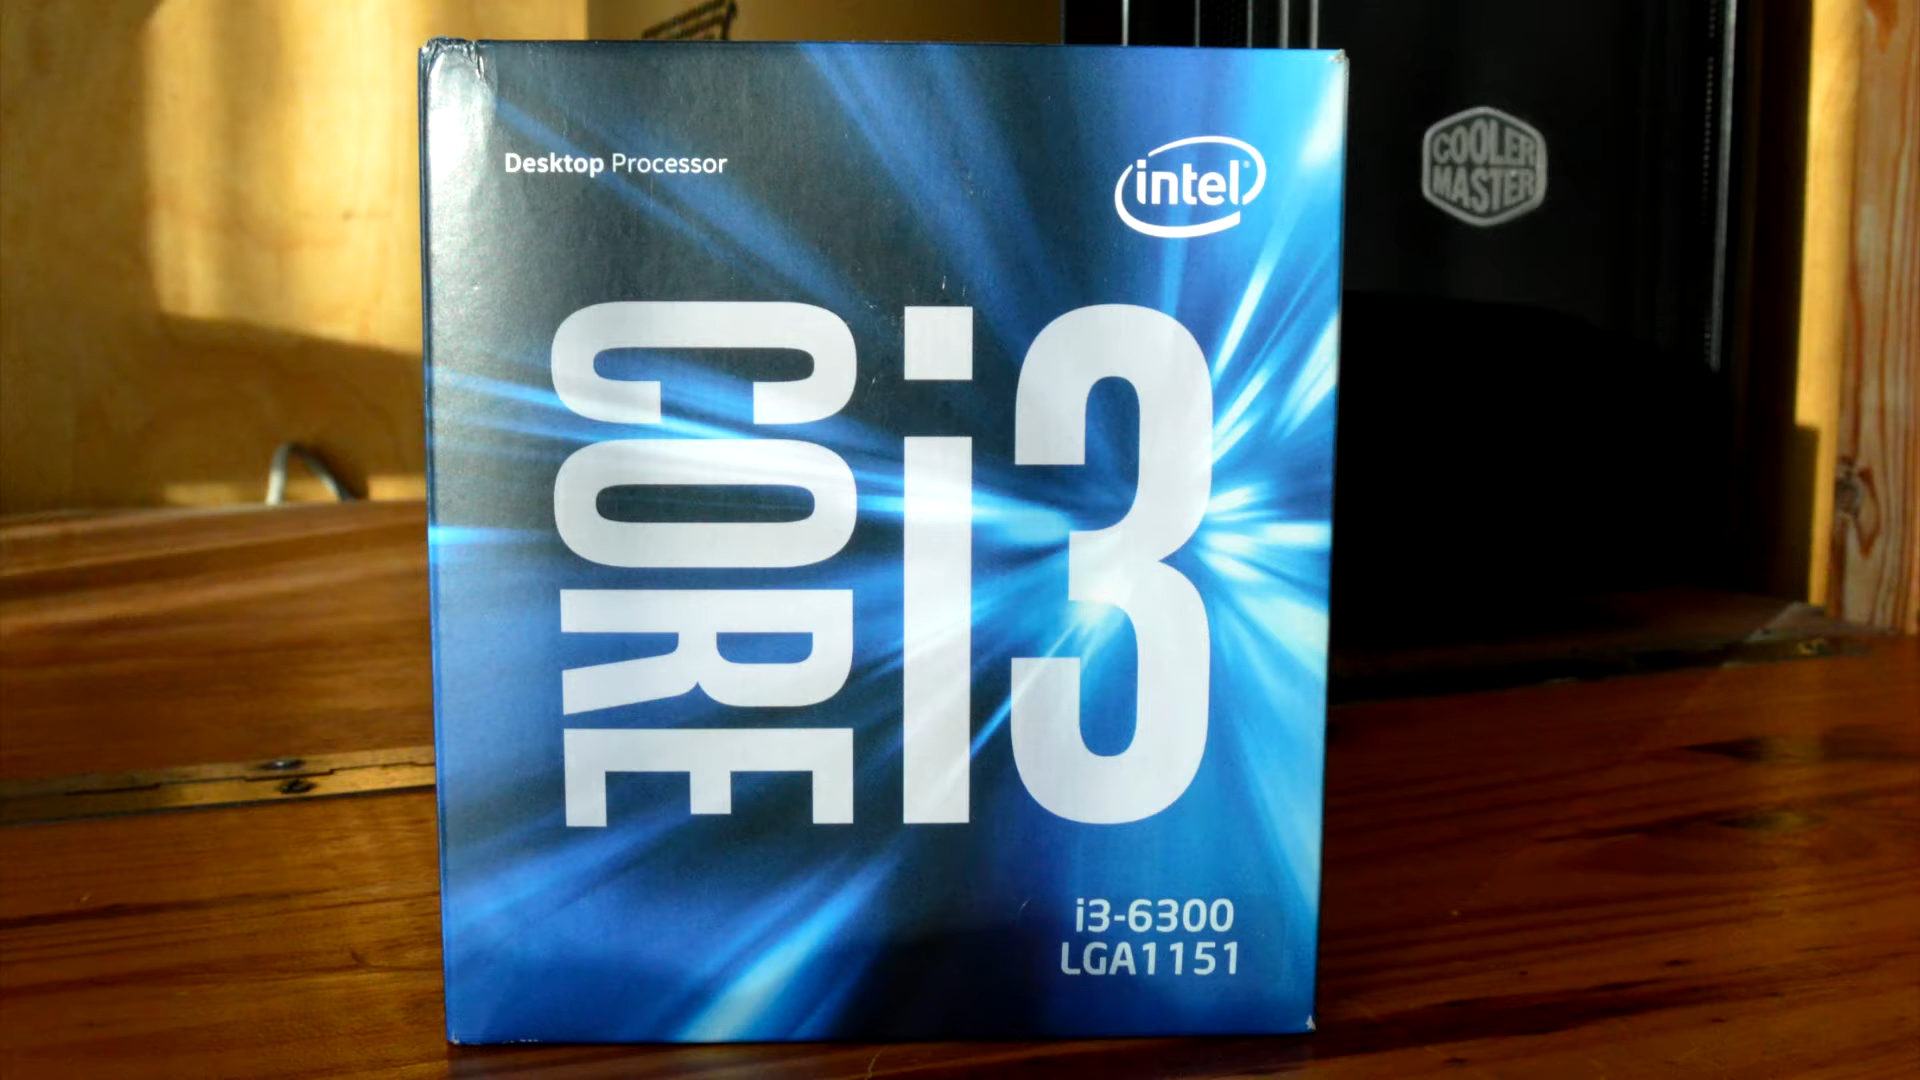 Desktop Processor
intel
CORE i3
i3-6300
LGA1151
COOLER
MASTER